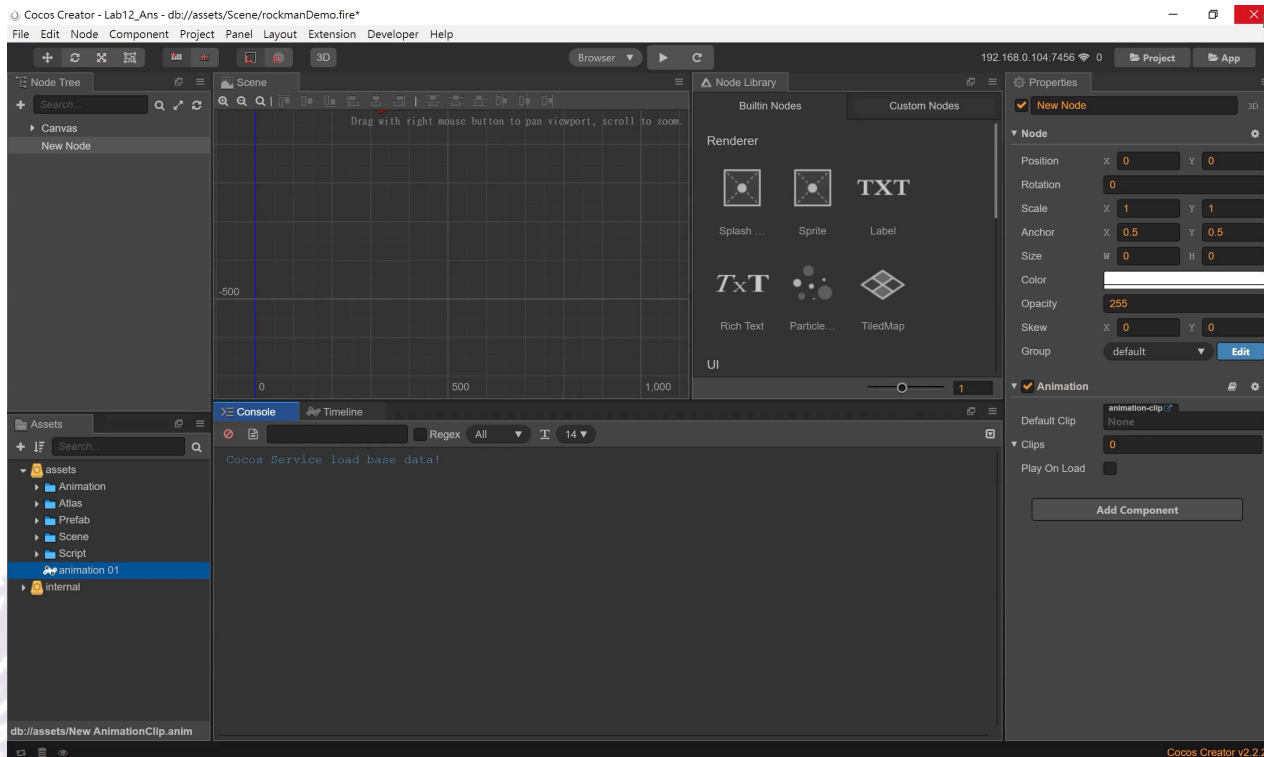 Cocos Creator - Lab12_Ans - db://assets/Scene/rockmanDemo.fire*
File Edit Node Component Project Panel Layout Extension Developer Help
3D
Browser
192.168.0.104:7456 0
Project
App
Node Tree
Search...
Canvas
New Node
Scene
Drag with right mouse button to pan viewport, scroll to zoom.
-500
0
500
1,000
Node Library
Builtin Nodes
Custom Nodes
Renderer
TXT
Splash ...
Sprite
Label
TxT
Rich Text
Particle...
TiledMap
UI
1
Console
Timeline
Regex
All
14
Cocos Service load base data!
Assets
Search...
assets
Animation
Atlas
Prefab
Scene
Script
animation 01
internal
db://assets/New AnimationClip.anim
Properties
New Node
3D
Node
Position X 0 Y 0
Rotation 0
Scale X 1 Y 1
Anchor X 0.5 Y 0.5
Size W 0 H 0
Color
Opacity 255
Skew X 0 Y 0
Group default Edit
Animation
animation-clip
Default Clip None
Clips 0
Play On Load
Add Component
Cocos Creator v2.2.2